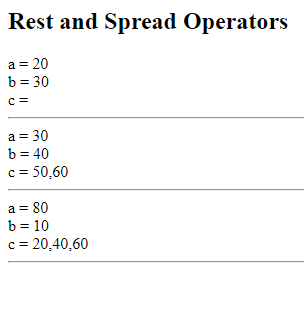 Rest and Spread Operators
a = 20
b = 30
c =
a = 30
b = 40
c = 50,60
a = 80
b = 10
c = 20,40,60